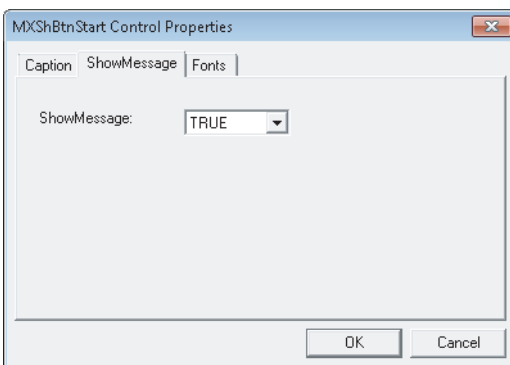 MXShBtnStart Control Properties
Caption ShowMessage Fonts
ShowMessage: TRUE
OK Cancel